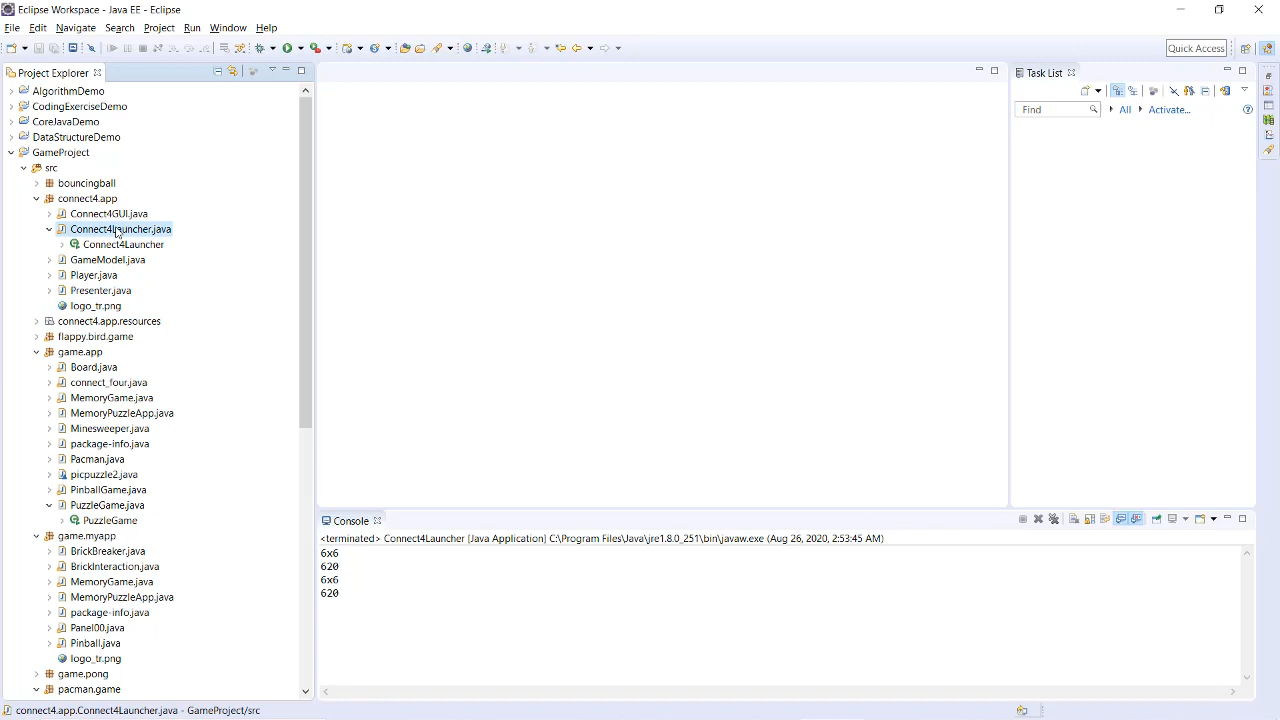 Eclipse Workspace - Java EE - Eclipse
File Edit Navigate Search Project Run Window Help
Quick Access
Project Explorer
AlgorithmDemo
CodingExerciseDemo
CoreJavaDemo
DataStructureDemo
GameProject
src
bouncingball
connect4.app
Connect4GUI.java
Connect4Launcher.java
Connect4Launcher
GameModel.java
Player.java
Presenter.java
logo_tr.png
connect4.app.resources
flappy.bird.game
game.app
Board.java
connect_four.java
MemoryGame.java
MemoryPuzzleApp.java
Minesweeper.java
package-info.java
Pacman.java
picpuzzle2.java
PinballGame.java
PuzzleGame.java
PuzzleGame
game.myapp
BrickBreaker.java
BrickInteraction.java
MemoryGame.java
MemoryPuzzleApp.java
package-info.java
Panel00.java
Pinball.java
logo_tr.png
game.pong
pacman.game
Task List
Find All Activate...
Console
<terminated> Connect4Launcher [Java Application] C:\Program Files\Java\jre1.8.0_251\bin\javaw.exe (Aug 26, 2020, 2:53:45 AM)
6x6
620
6x6
620
connect4.app.Connect4Launcher.java - GameProject/src